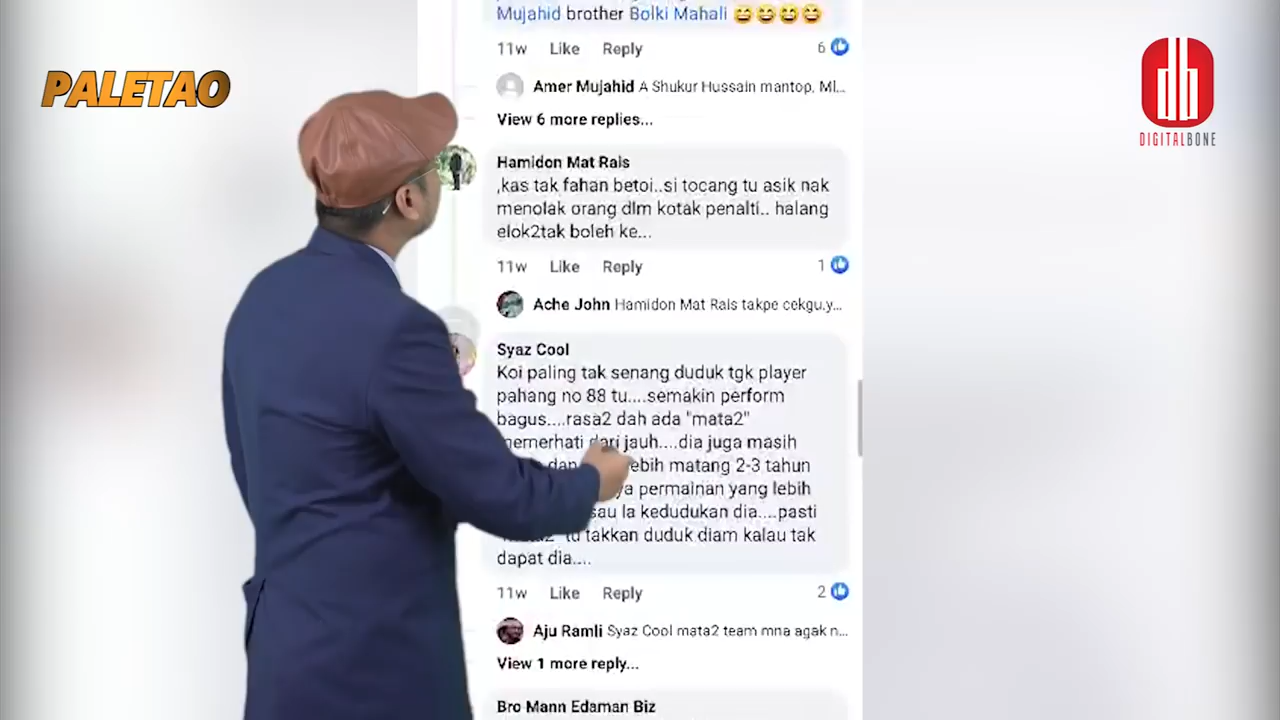 Mujahid brother Bolki Mahali
11w Like Reply 6
PALETAO
DIGITALBONE
Amer Mujahid A Shukur Hussain mantop, MI...
View 6 more replies...
Hamidon Mat Rais
,kas tak fahan betoi..si tocang tu asik nak
menolak orang dlm kotak penalti.. halang
elok2tak boleh ke...
11w Like Reply 1
Ache John Hamidon Mat Rais takpe cekgu.y...
Syaz Cool
Koi paling tak senang duduk tgk player
pahang no 88 tu....semakin perform
bagus....rasa2 dah ada "mata2"
memerhati dari jauh....dia juga masih
dan lebih matang 2-3 tahun
permainan yang lebih
la kedudukan dia....pasti
tu takkan duduk diam kalau tak
dapat dia....
11w Like Reply 2
Aju Ramli Syaz Cool mata2 team mna agak n...
View 1 more reply...
Bro Mann Edaman Biz